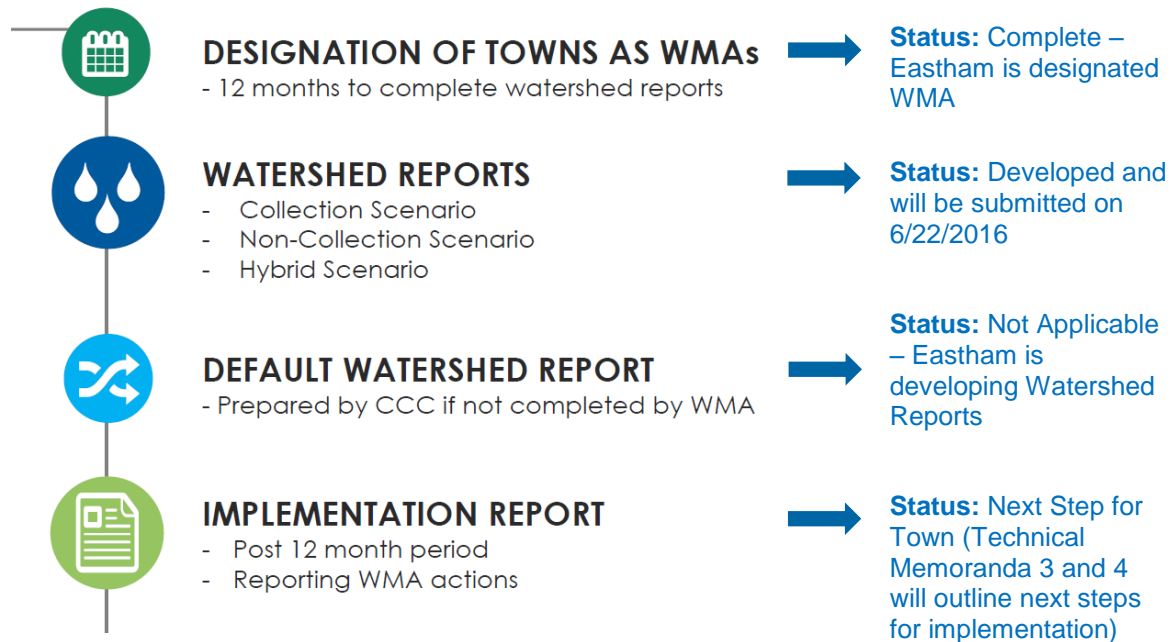 DESIGNATION OF TOWNS AS WMAs
- 12 months to complete watershed reports
Status: Complete –
Eastham is designated
WMA
WATERSHED REPORTS
- Collection Scenario
- Non-Collection Scenario
- Hybrid Scenario
Status: Developed and
will be submitted on
6/22/2016
DEFAULT WATERSHED REPORT
- Prepared by CCC if not completed by WMA
Status: Not Applicable
– Eastham is
developing Watershed
Reports
IMPLEMENTATION REPORT
- Post 12 month period
- Reporting WMA actions
Status: Next Step for
Town (Technical
Memoranda 3 and 4
will outline next steps
for implementation)